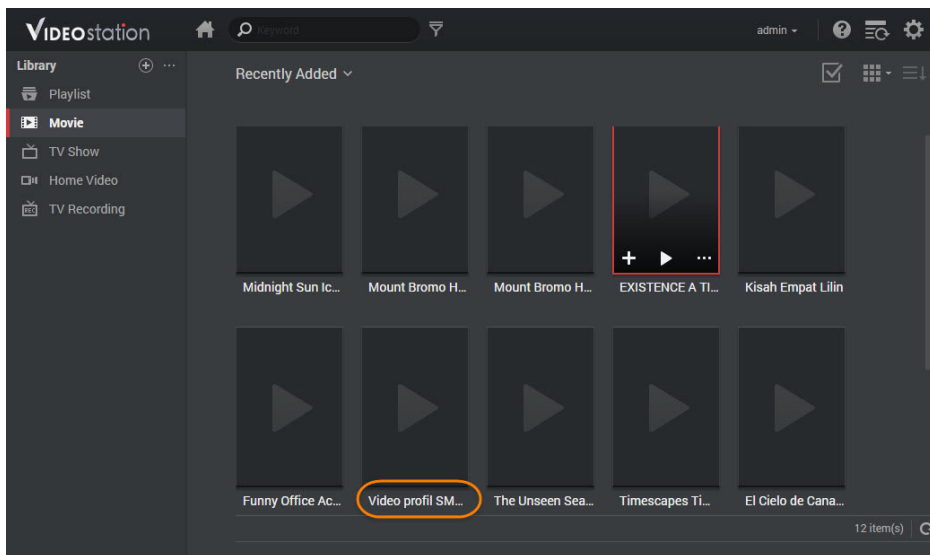 VIDEOstation
Keyword
admin
Library
Recently Added
Playlist
Movie
TV Show
Home Video
REC
TV Recording
Midnight Sun Ic...
Mount Bromo H...
Mount Bromo H...
EXISTENCE A TI...
Kisah Empat Lilin
Funny Office Ac...
Video profil SM...
The Unseen Sea...
Timescapes Ti...
El Cielo de Cana...
12 item(s)